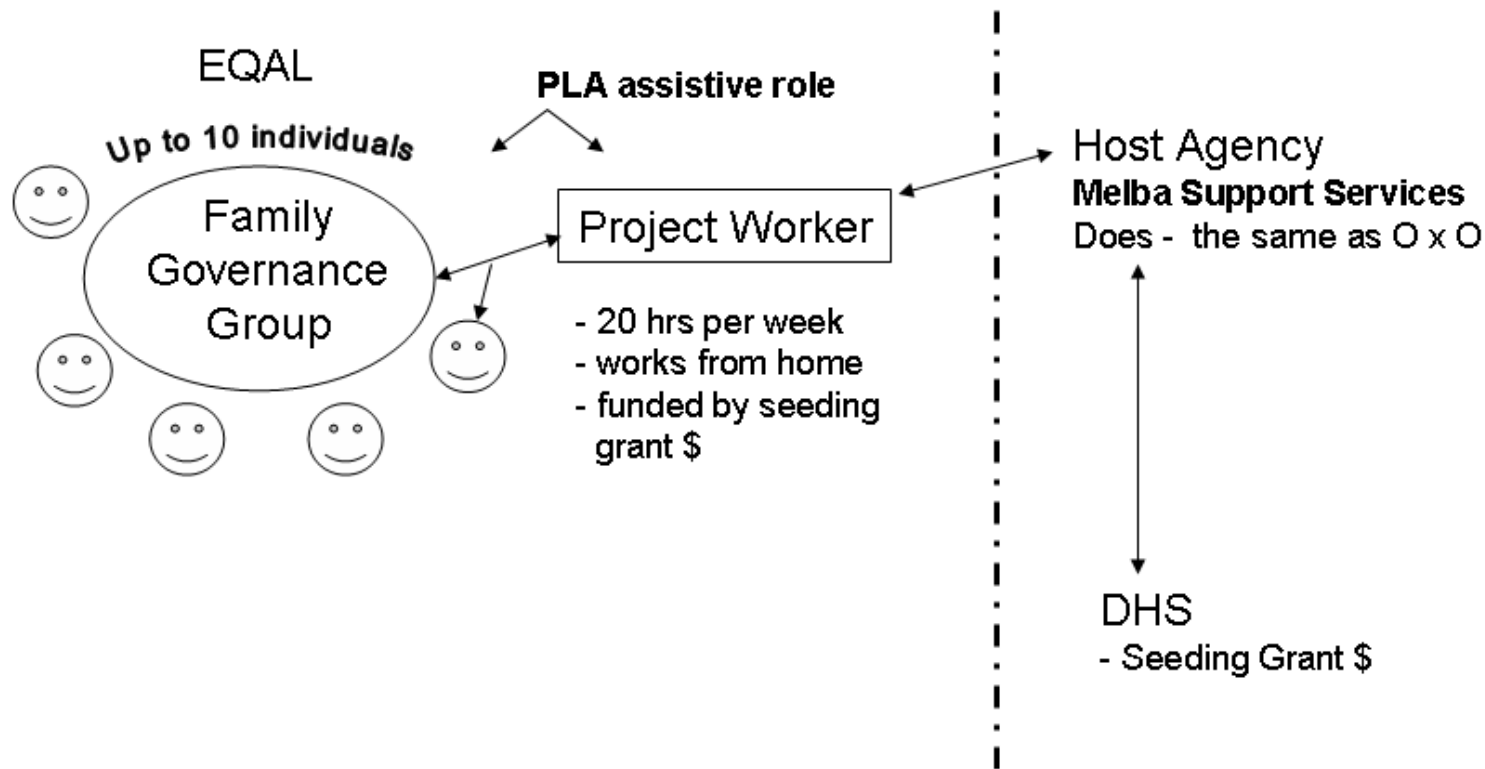 EQAL
Up to 10 individuals
Family
Governance
Group
PLA assistive role
Project Worker
- 20 hrs per week
- works from home
- funded by seeding
grant $
Host Agency
Melba Support Services
Does - the same as O x O
DHS
- Seeding Grant $